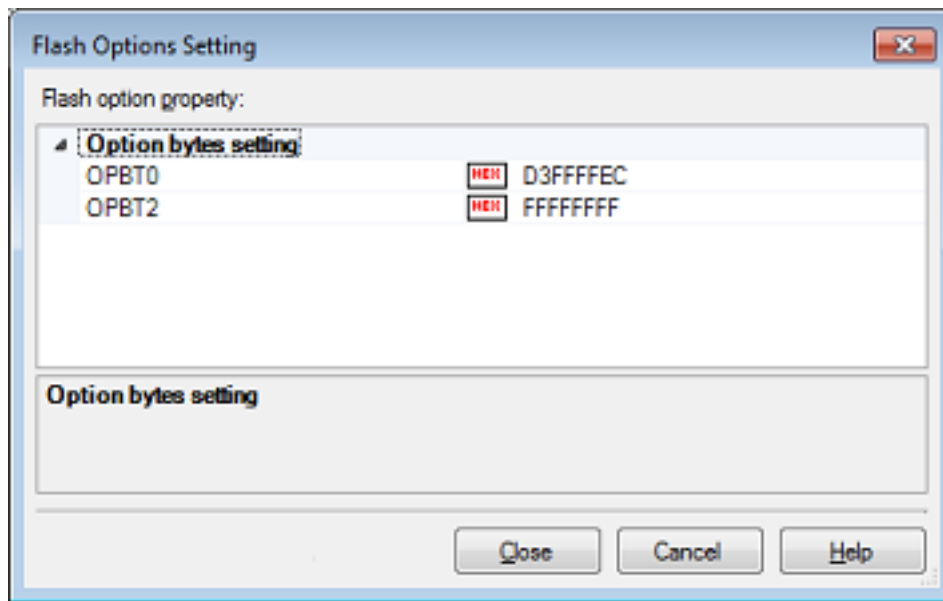 Flash Options Setting
Flash option property:
Option bytes setting
OPBT0 HEX D3FFFFEC
OPBT2 HEX FFFFFFFF
Option bytes setting
Close Cancel Help